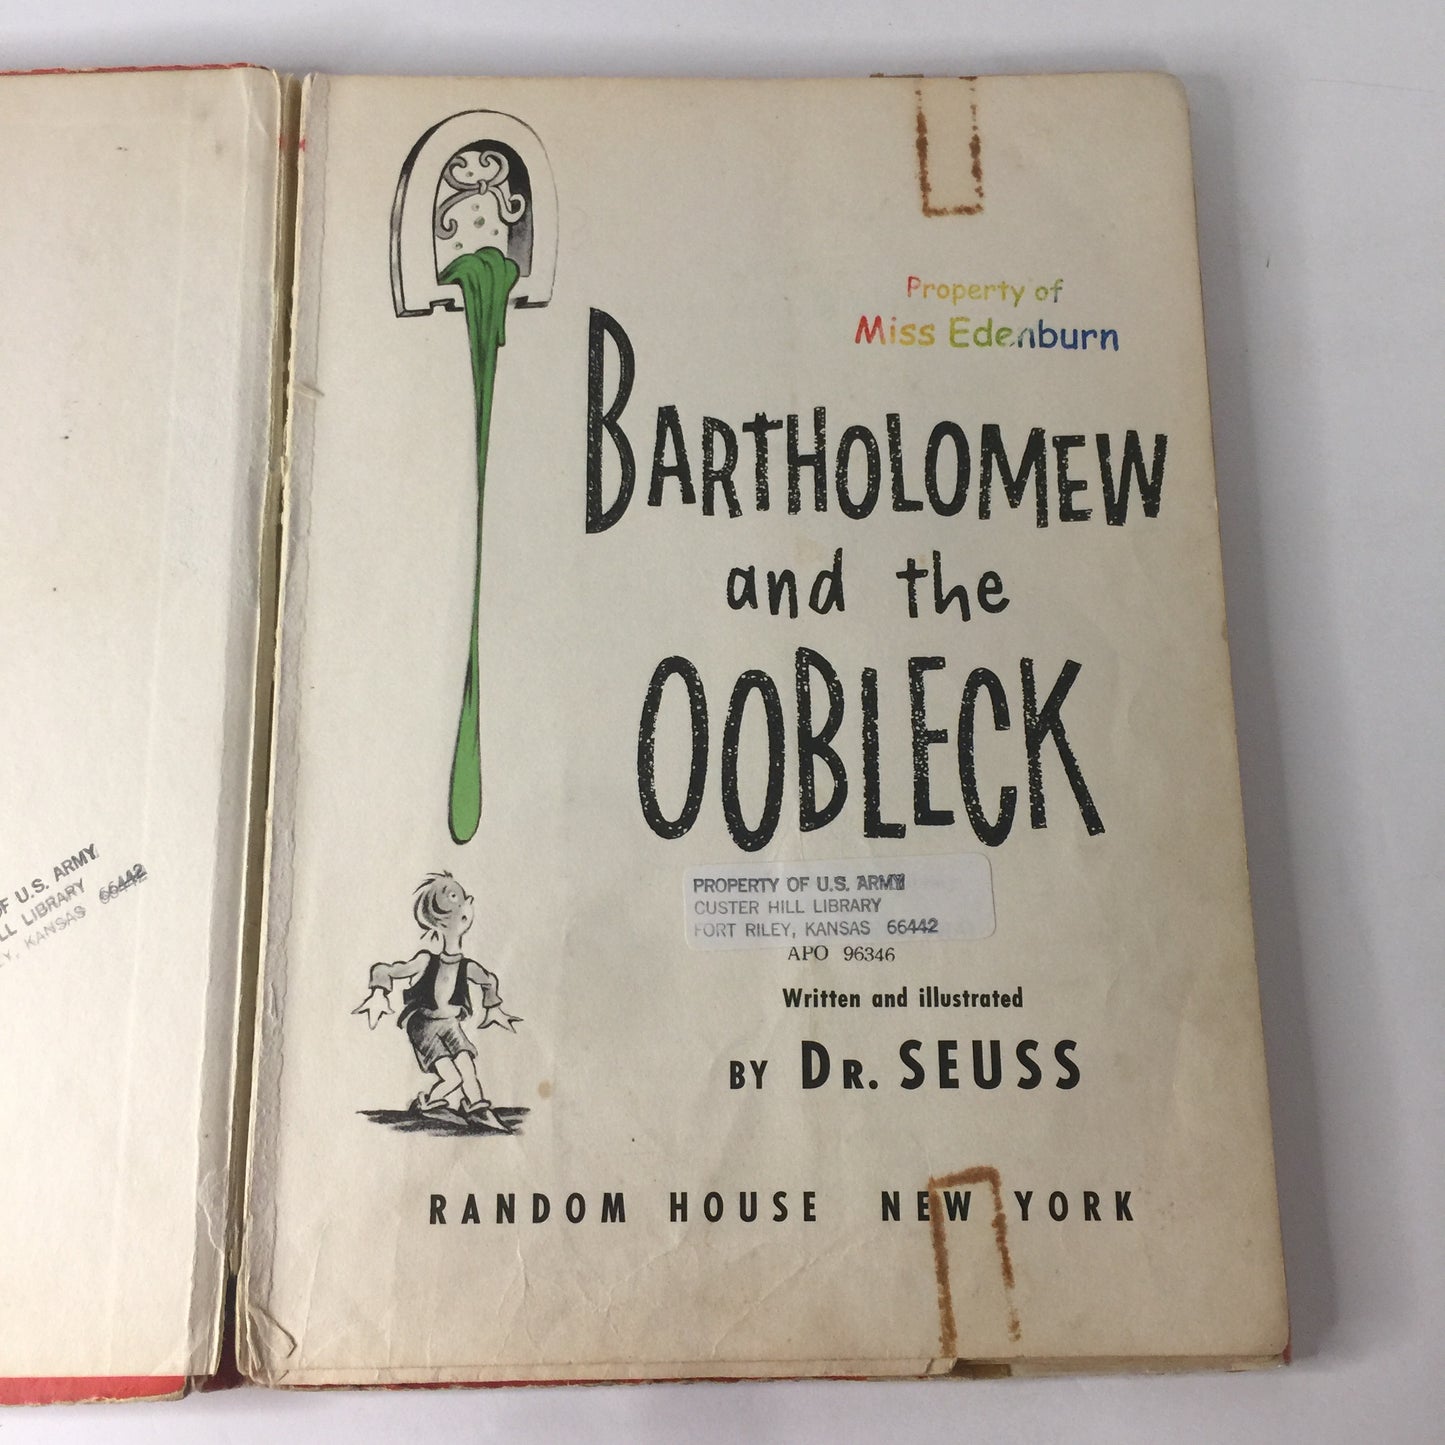 Property of
Miss Edenburn
BARTHOLOMEW
and the
OOBLECK
PROPERTY OF U.S. ARMY
CUSTER HILL LIBRARY
FORT RILEY, KANSAS 66442
APO 96346
Written and illustrated
BY DR. SEUSS
RANDOM HOUSE NEW YORK
OF U.S. ARMY
LIBRARY 66442
KANSAS